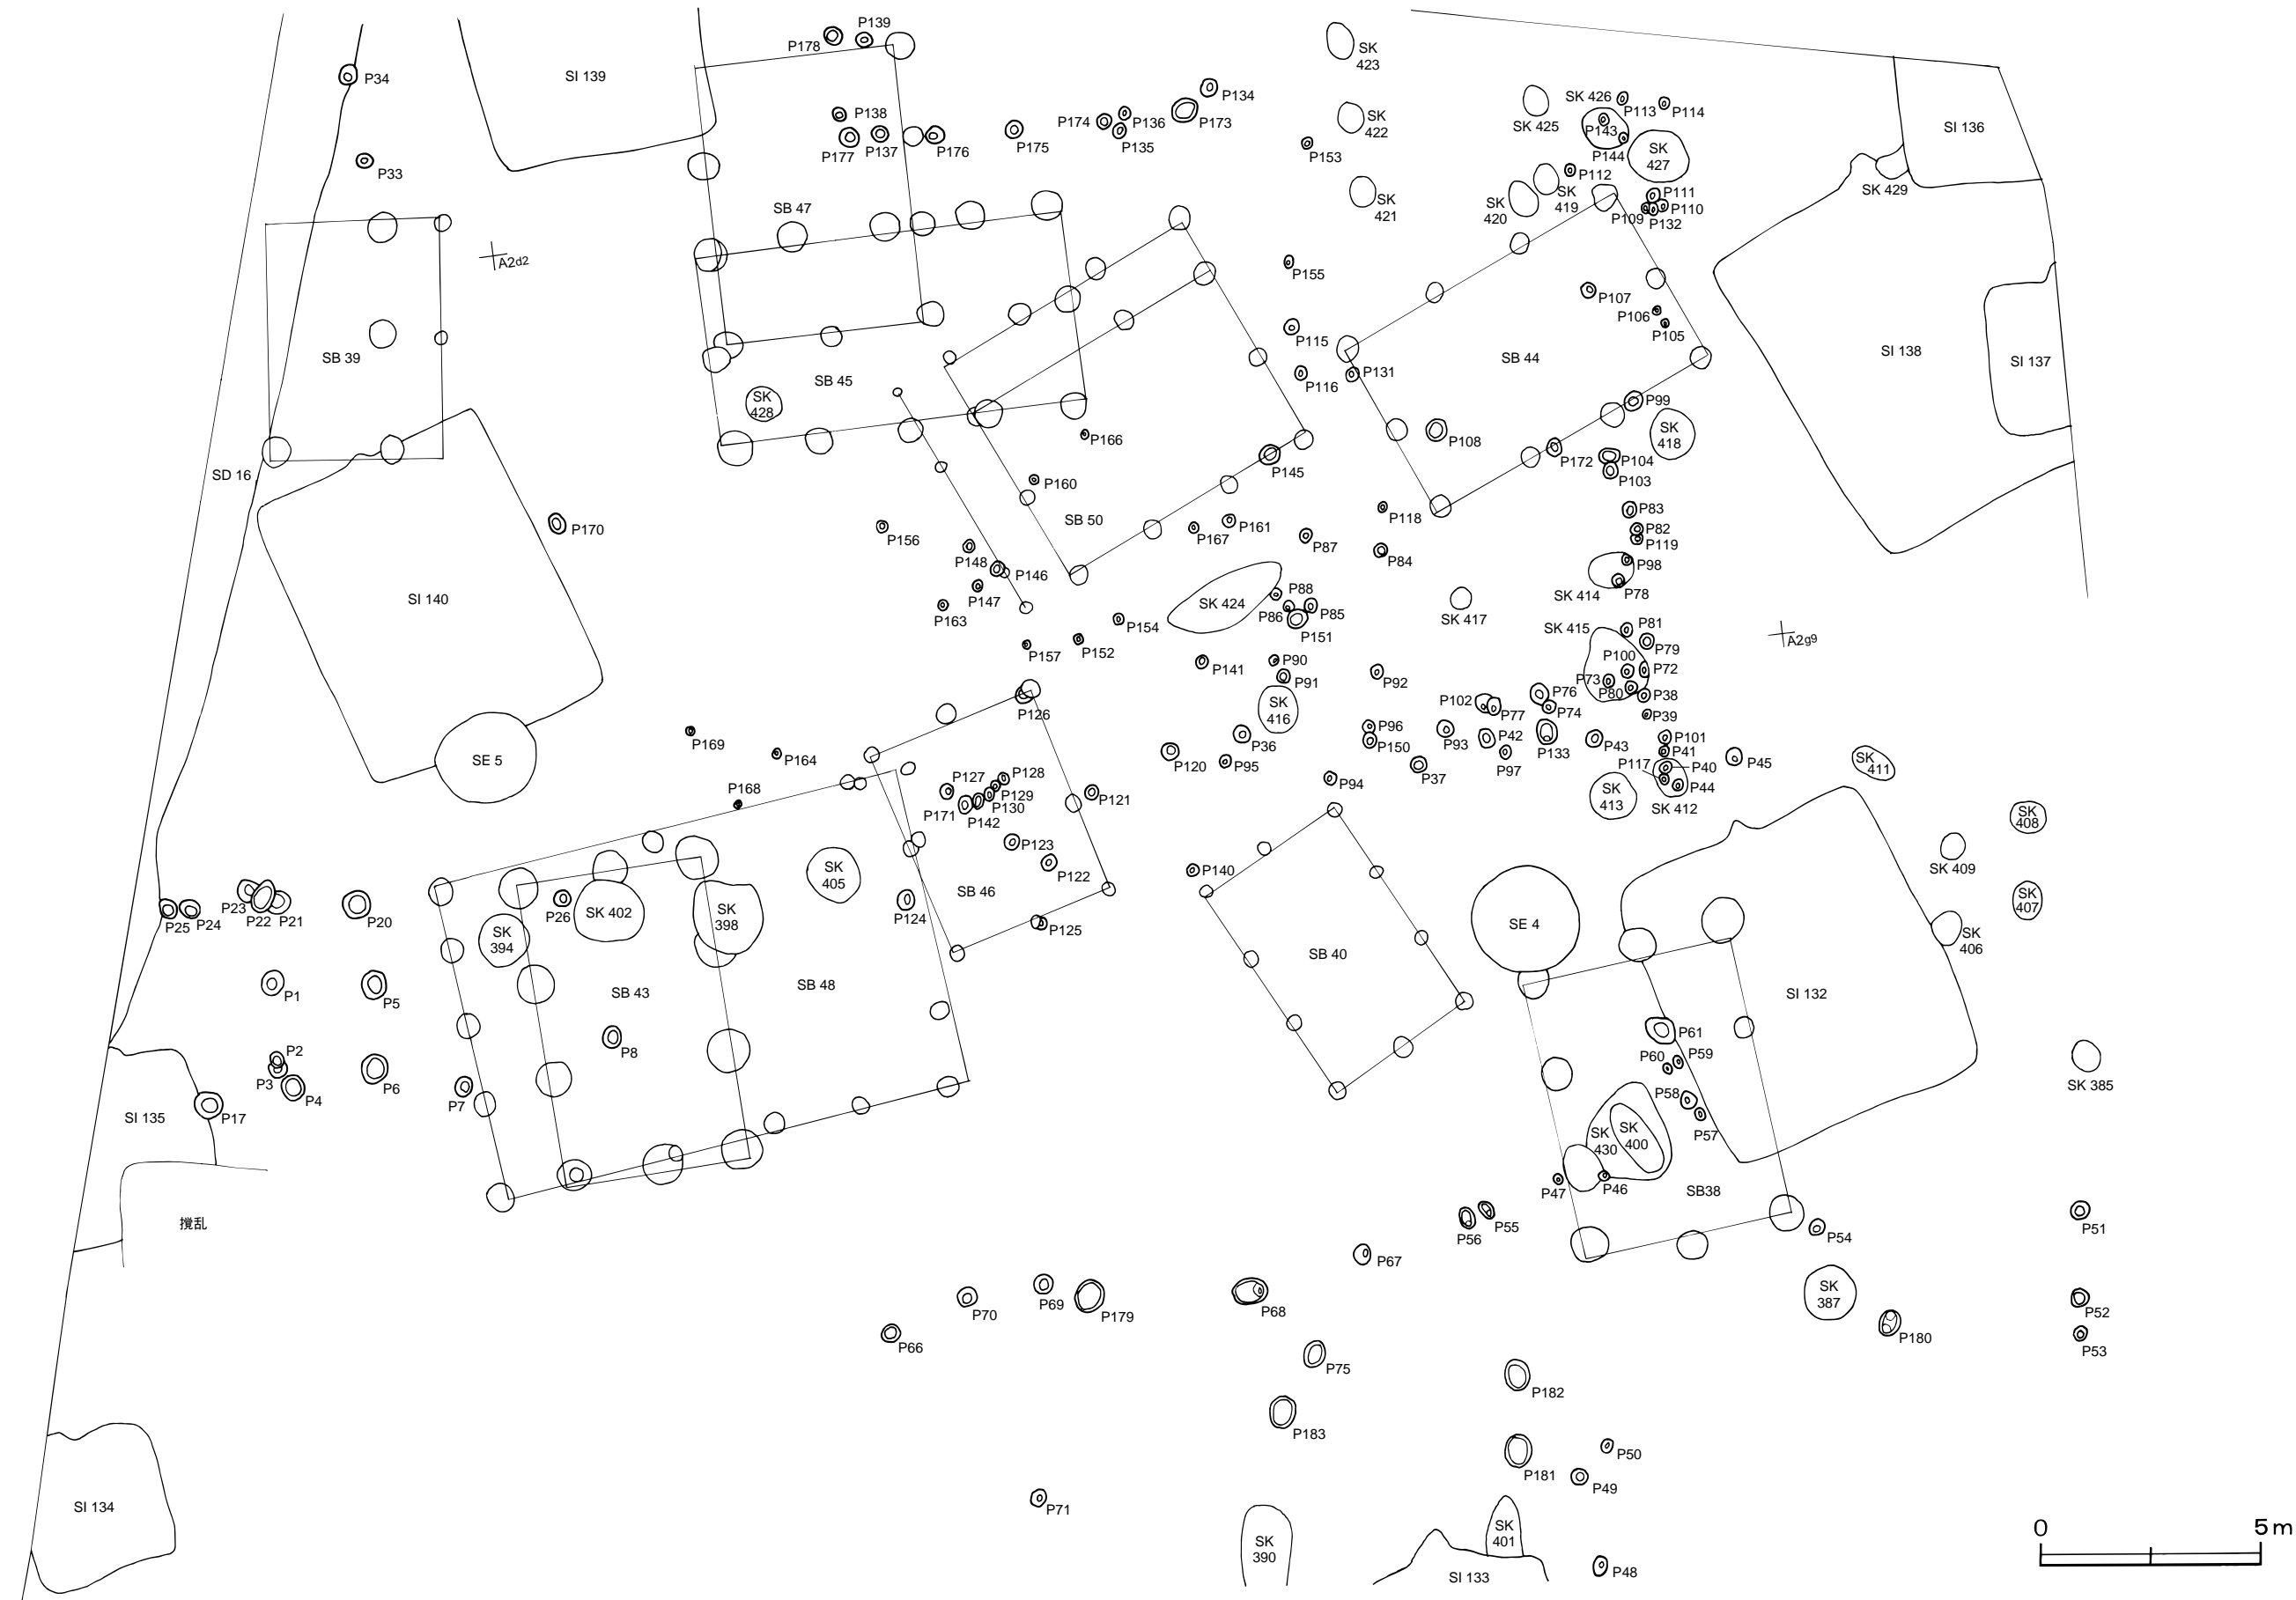 P139
P178
SK
423
P34
SI 139
P134
P138
SK 426
P113
P114
P174
P136
P173
SK
422
SK 425
P143
SI 136
P177
P137
P176
P175
P135
P153
P144
SK
427
P33
P112
SK 429
SK
421
SK
420
SK
419
P111
P110
P109
P132
SB 47
A2d2
P155
P107
P106
P105
P115
SB 39
SB 44
SI 138
SI 137
SB 45
P116
P131
SK
428
P99
P166
P108
SK
418
SD 16
P145
P172
P104
P103
P160
P170
P156
SB 50
P167
P161
P118
P83
P82
P119
P87
P84
P148
P146
P98
SI 140
P147
P163
SK 424
P88
P86
P85
P151
SK 417
SK 414
P78
P154
P157
P152
SK 415
P81
P79
A2g9
P141
P90
P91
P92
P100
P73
P72
P80
P38
P126
SK
416
P102
P77
P76
P74
P39
P169
P164
P36
P96
P150
P93
P42
P133
P43
P101
P41
SE 5
P120
P95
P37
P97
P117
P40
P45
SK
411
P168
P127
P128
P129
P130
P171
P142
P121
P94
SK
413
P44
SK 412
SK
408
P123
P122
SK
405
P140
SK 409
SB 46
P124
P125
P23
P22
P21
P25
P24
P20
P26
SK 402
SK
398
SK
394
SE 4
SK
407
SK
406
SB 40
P1
P5
SB 43
SB 48
SI 132
P61
P2
P3
P4
P6
P8
P7
P60
P59
SK 385
SI 135
P17
P58
P57
SK
430
SK
400
P47
P46
SB38
撹乱
P56
P55
P54
P51
P67
P70
P69
P179
P68
SK
387
P52
P180
P53
P66
P75
P182
P183
P50
P181
P49
SI 134
P71
SK
390
SK
401
0 5m
SI 133
P48